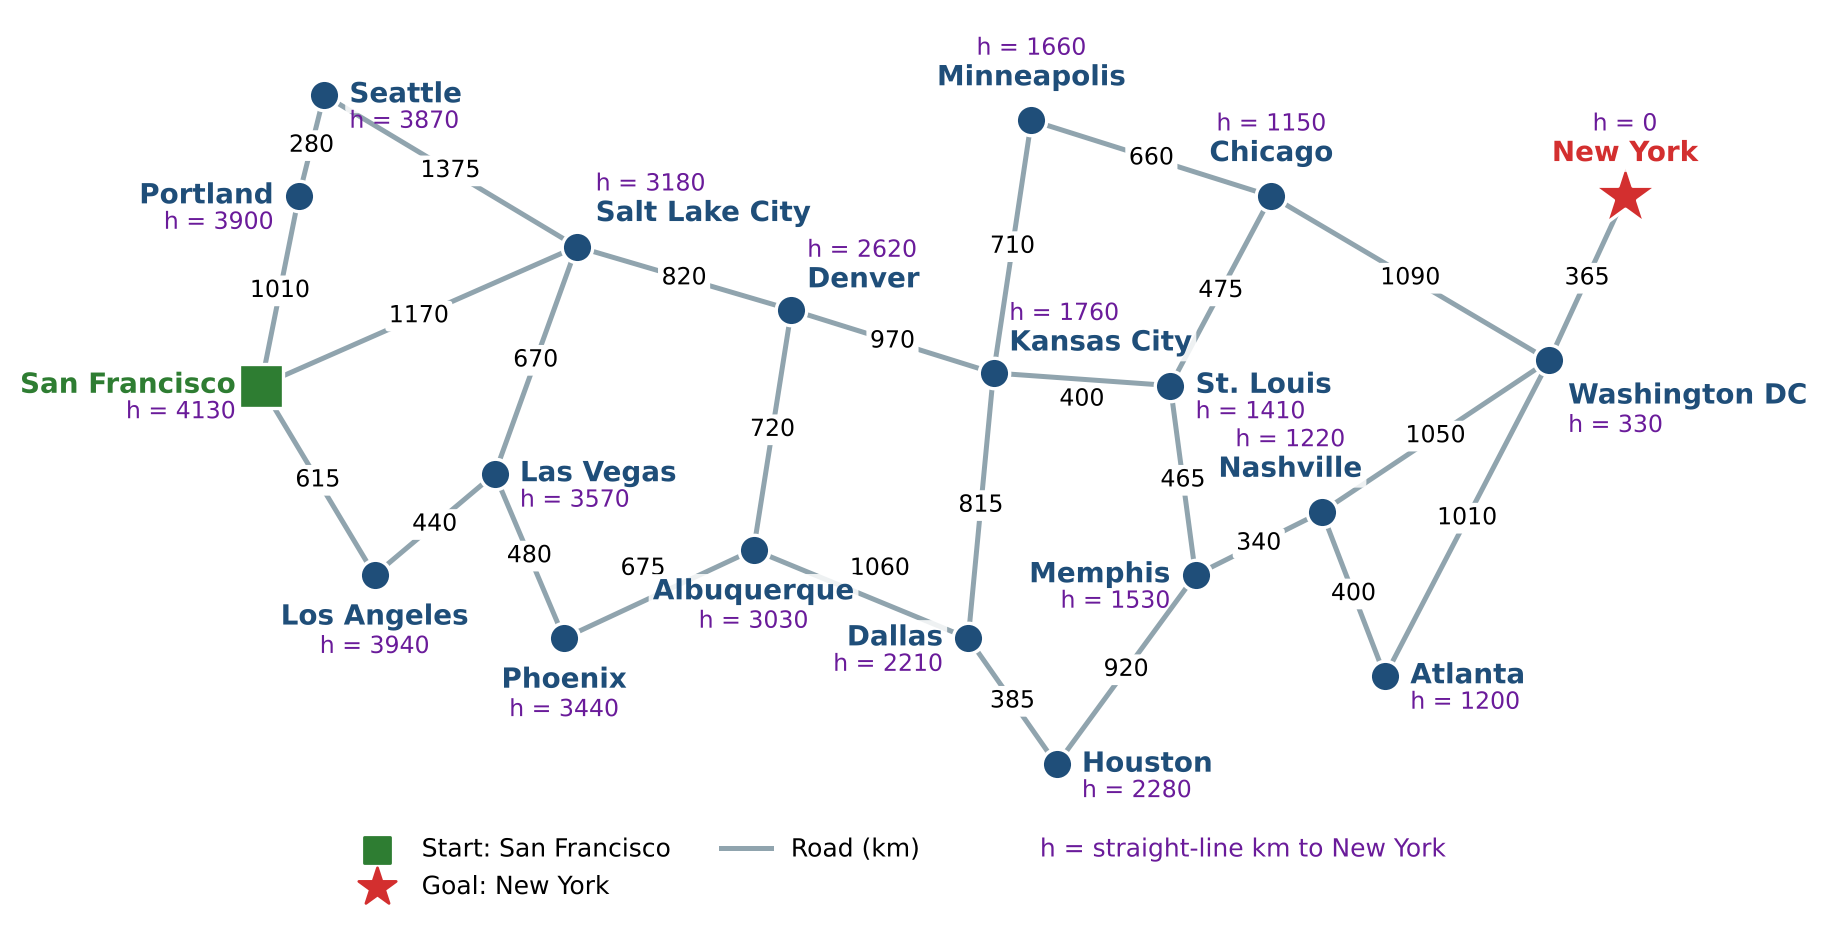 h = 1660
Minneapolis
Seattle
h = 3870
h = 1150
Chicago
h = 0
New York
280
1375
660
Portland
h = 3900
h = 3180
Salt Lake City
h = 2620
Denver
710
1010
1170
820
475
1090
365
h = 1760
Kansas City
970
670
San Francisco
h = 4130
400
St. Louis
h = 1410
Washington DC
h = 330
720
1050
h = 1220
Nashville
615
Las Vegas
h = 3570
465
440
815
1010
480
675
1060
340
Albuquerque
h = 3030
Memphis
h = 1530
400
Los Angeles
h = 3940
Dallas
h = 2210
920
Phoenix
h = 3440
385
Atlanta
h = 1200
Houston
h = 2280
Start: San Francisco
Road (km)
h = straight-line km to New York
Goal: New York